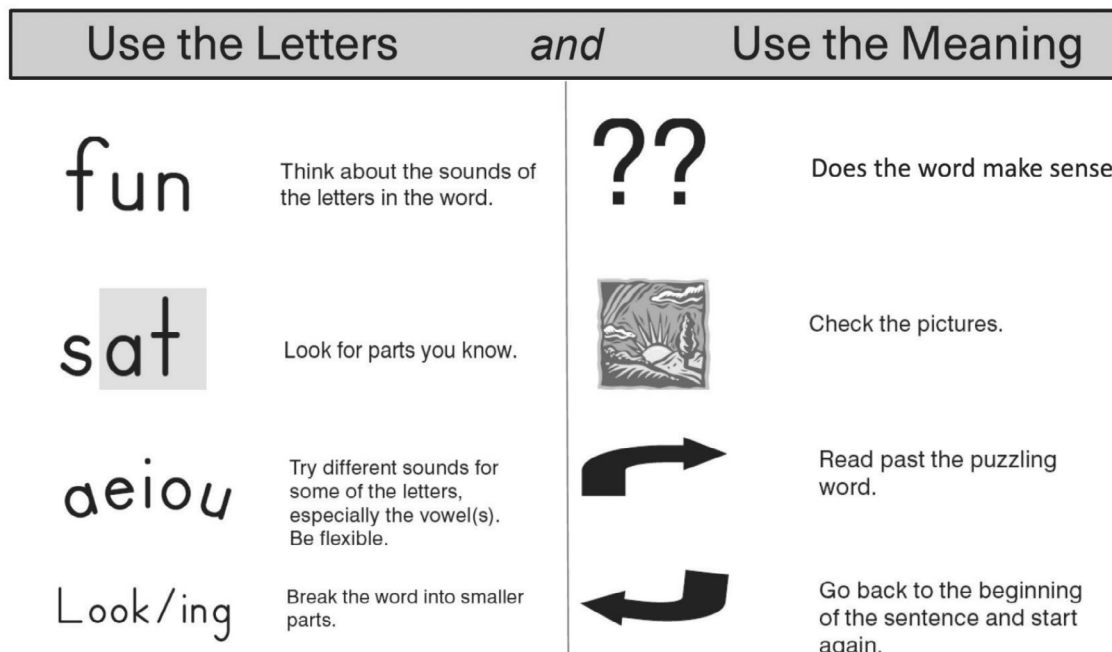 Use the Letters and Use the Meaning
fun
Think about the sounds of
the letters in the word.
sat
Look for parts you know.
aeiou
Try different sounds for
some of the letters,
especially the vowel(s).
Be flexible.
Look/ing
Break the word into smaller
parts.
??
Does the word make sense
Check the pictures.
Read past the puzzling
word.
Go back to the beginning
of the sentence and start
again.